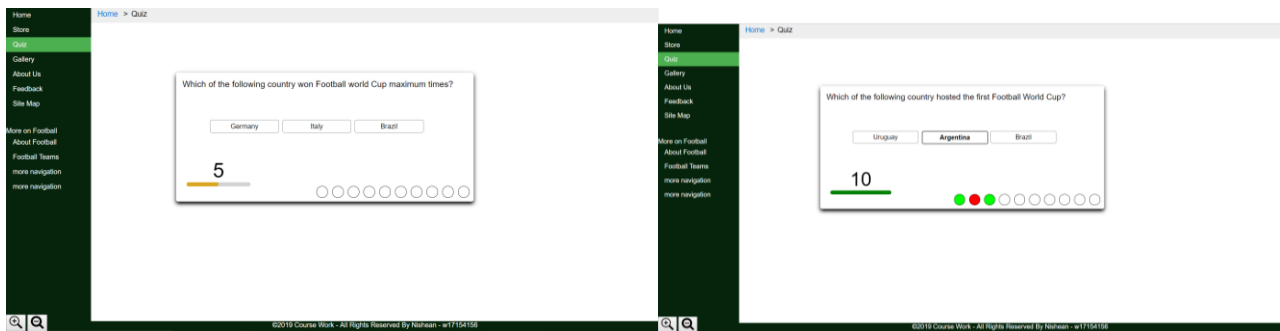 Home
Home > Quiz
Store
Quiz
Gallery
About Us
Feedback
Site Map
More on Football
About Football
Football Teams
more navigation
more navigation
Which of the following country won Football world Cup maximum times?
Germany Italy Brazil
5
©2019 Course Work - All Rights Reserved By Nishean - w17154156
Home
Home > Quiz
Store
Quiz
Gallery
About Us
Feedback
Site Map
More on Football
About Football
Football Teams
more navigation
more navigation
Which of the following country hosted the first Football World Cup?
Uruguay Argentina Brazil
10
©2019 Course Work - All Rights Reserved By Nishean - w17154156